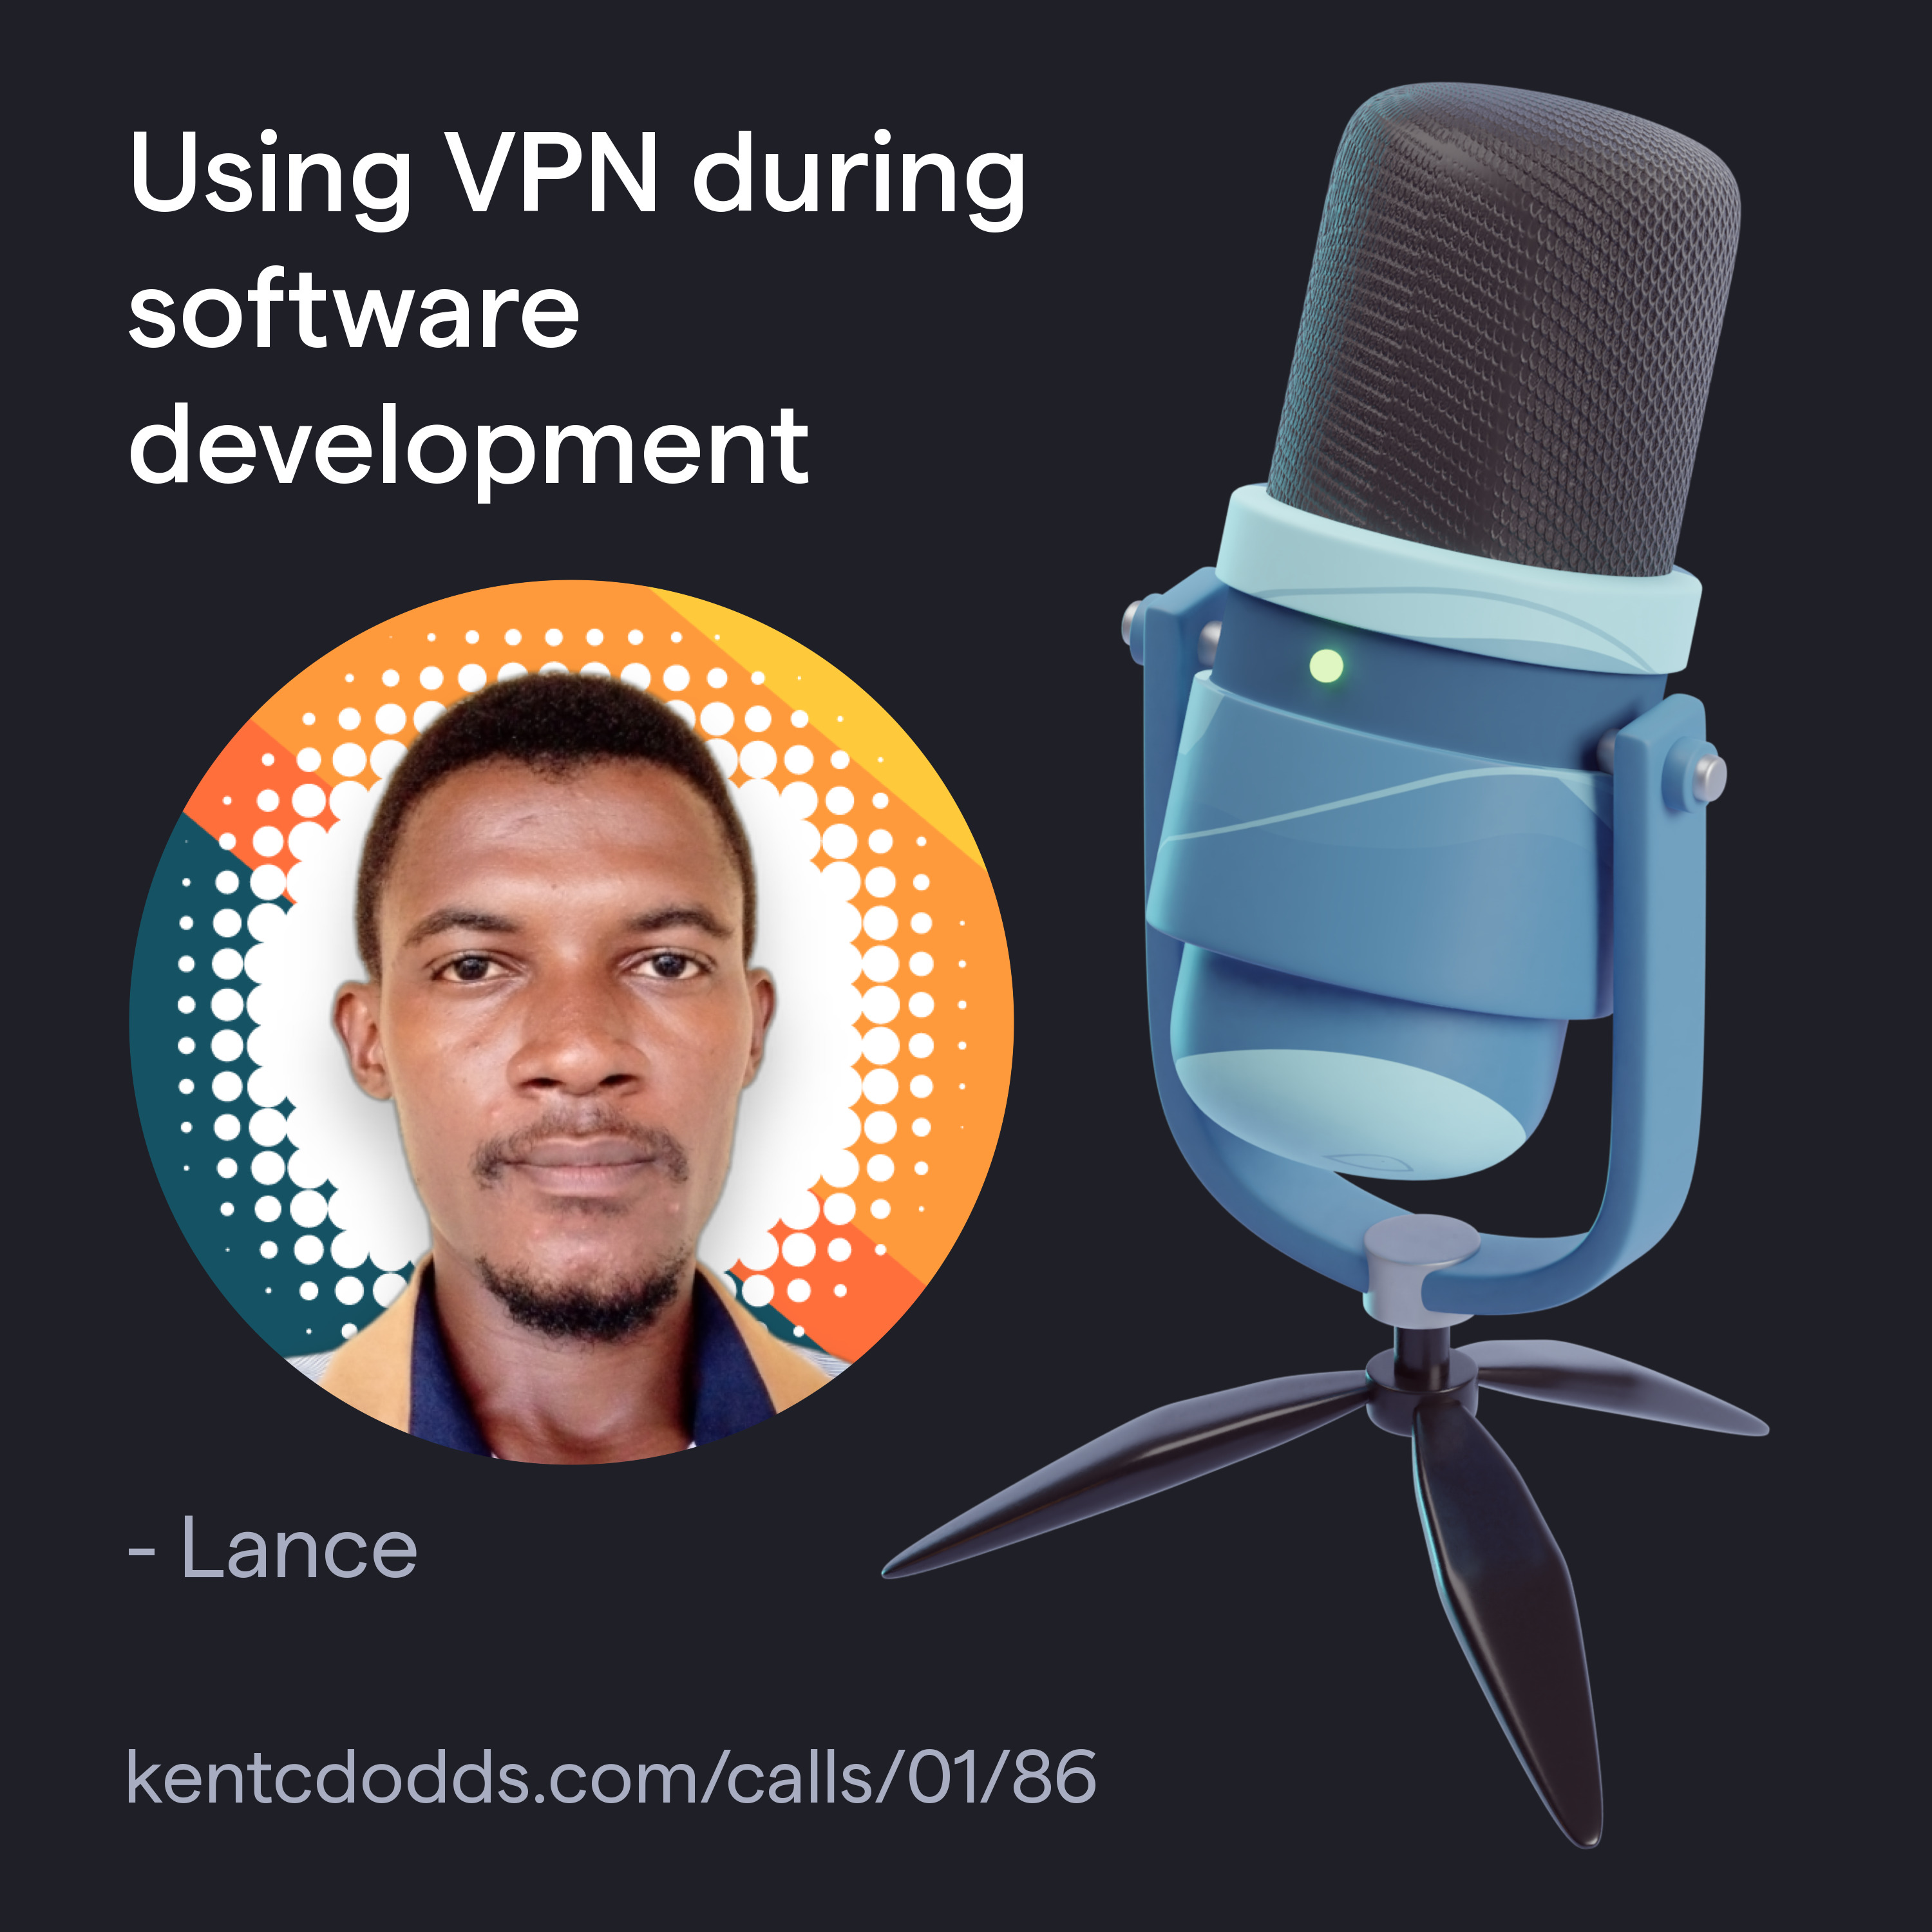 Using VPN during
software
development
- Lance
kentcdodds.com/calls/01/86